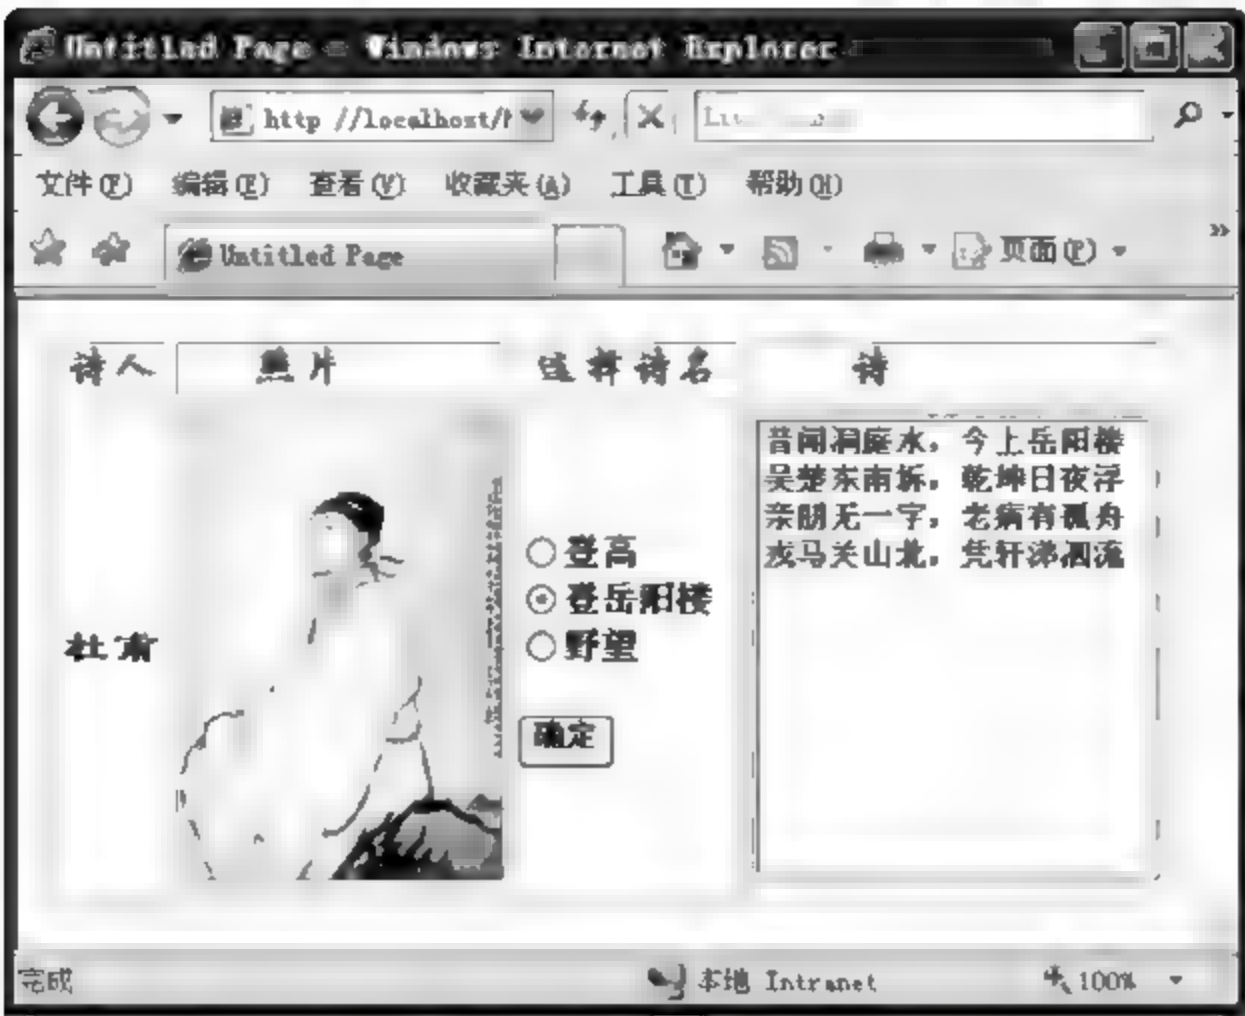 Untitled Page - Windows Internet Explorer
http://localhost/
文件(F) 编辑(E) 查看(V) 收藏夹(A) 工具(T) 帮助(H)
Untitled Page 页面(P) »
诗人 照片 选择诗名 诗
昔闻洞庭水，今上岳阳楼
吴楚东南坼，乾坤日夜浮
亲朋无一字，老病有孤舟
戎马关山北，凭轩涕泗流
登高
登岳阳楼
野望
杜甫
确定
完成 本地 Intranet 100%